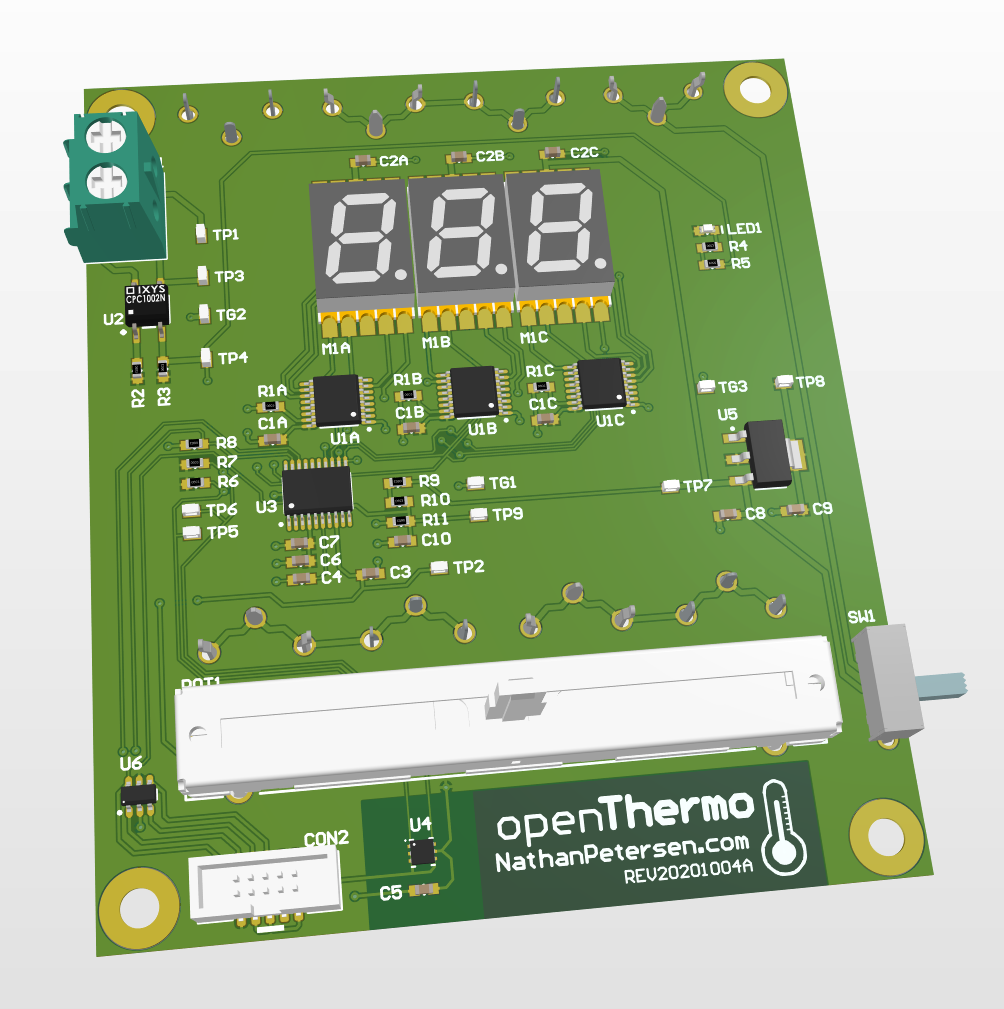 C2A
C2B
C2C
TP1
LED1
R4
R5
TP3
IXYS
CPC1002N
U2
TG2
M1A
M1B
M1C
TP4
R2
R3
R1A
R1B
R1C
C1A
C1B
C1C
U1A
U1B
U1C
TG3
TP8
U5
R8
R7
R6
TP6
TP5
U3
R9
R10
R11
C10
TG1
TP9
TP7
C8
C9
C7
C6
C4
C3
TP2
SW1
POT1
U6
CON2
U4
C5
openThermo
NathanPetersen.com
REV20201004A